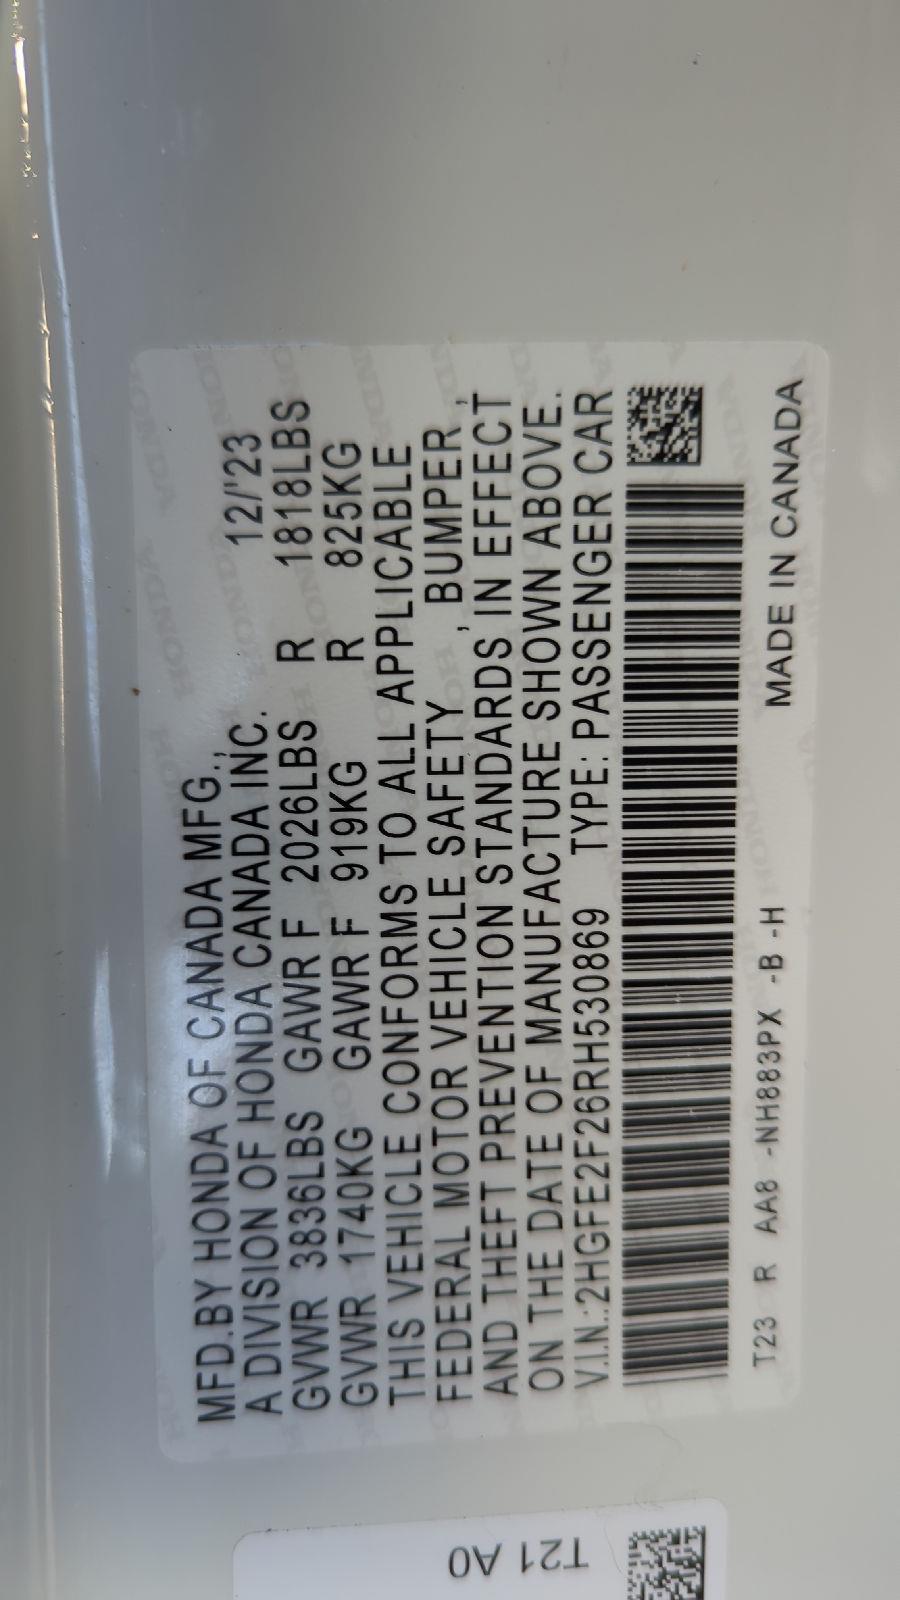 MFD.BY HONDA OF CANADA MFG.,
A DIVISION OF HONDA CANADA INC. 12/'23
GVWR 3836LBS GAWR F 2026LBS R 1818LBS
GVWR 1740KG GAWR F 919KG R 825KG
THIS VEHICLE CONFORMS TO ALL APPLICABLE
FEDERAL MOTOR VEHICLE SAFETY , BUMPER ,
AND THEFT PREVENTION STANDARDS IN EFFECT
ON THE DATE OF MANUFACTURE SHOWN ABOVE.
V.I.N.:2HGFE2F26RH530869 TYPE: PASSENGER CAR
T23 R AA8 -NH883PX -B -H MADE IN CANADA
T21 A0